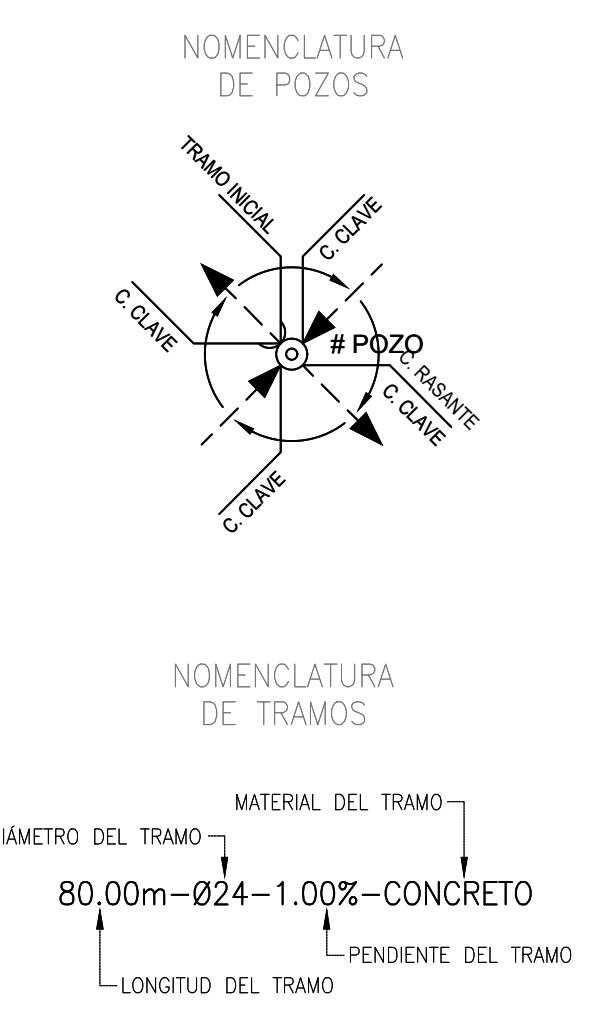 NOMENCLATURA
DE POZOS
TRAMO INICIAL
C. CLAVE
C. CLAVE
# POZO
C. RASANTE
C. CLAVE
C. CLAVE
NOMENCLATURA
DE TRAMOS
MATERIAL DEL TRAMO
IÁMETRO DEL TRAMO
80.00m-Ø24-1.00%-CONCRETO
PENDIENTE DEL TRAMO
LONGITUD DEL TRAMO